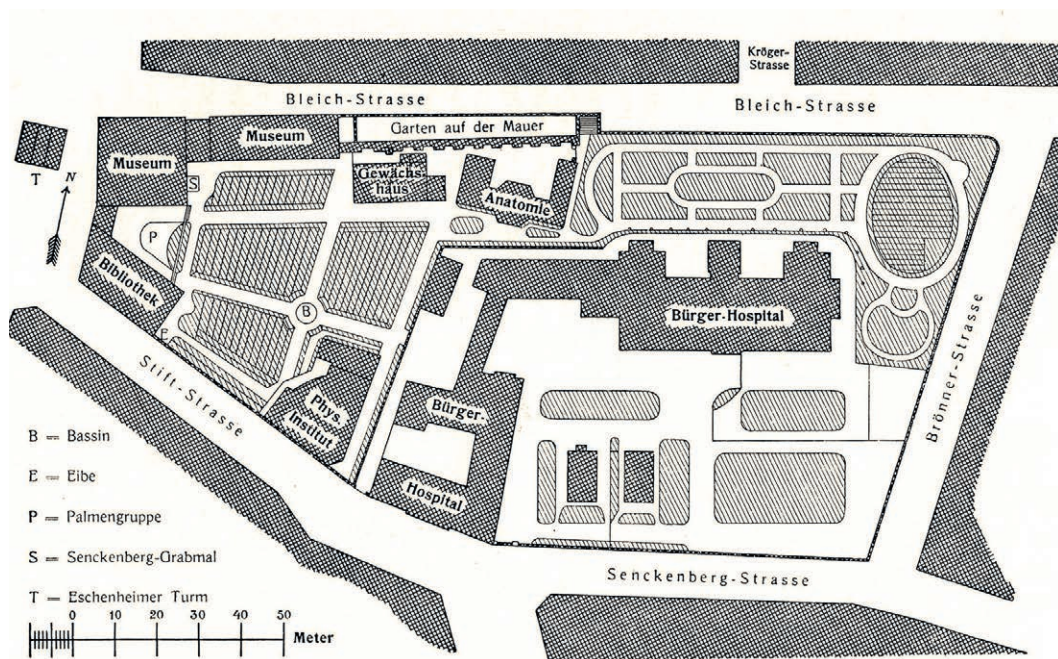 Kröger-
Strasse
Bleich-Strasse
Bleich-Strasse
Garten auf der Mauer
Museum
Museum
Gewächs-
haus
Anatomie
T
N
S
P
Bibliothek
B
Bürger-Hospital
Stift-Strasse
Phys.
Institut
Bürger-
Hospital
Brönner-Strasse
Senckenberg-Strasse
B = Bassin
E = Eibe
P = Palmengruppe
S = Senckenberg-Grabmal
T = Eschenheimer Turm
0 10 20 30 40 50
Meter